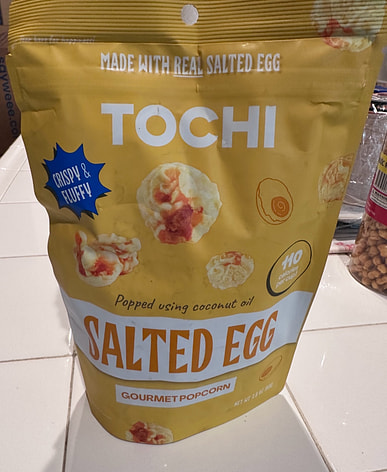 MADE WITH REAL SALTED EGG
TOCHI
CRISPY &
FLUFFY
110
Popped using coconut oil
SALTED EGG
GOURMET POPCORN